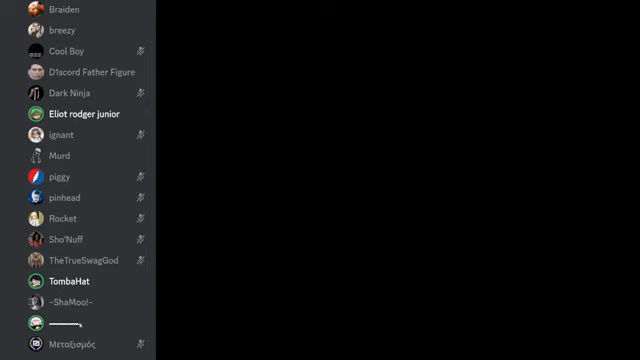 Braiden
breezy
Cool Boy
D1scord Father Figure
Dark Ninja
Eliot rodger junior
ignant
Murd
piggy
pinhead
Rocket
Sho'Nuff
TheTrueSwagGod
TombaHat
~ShaMoo!~
Μεταξισμός